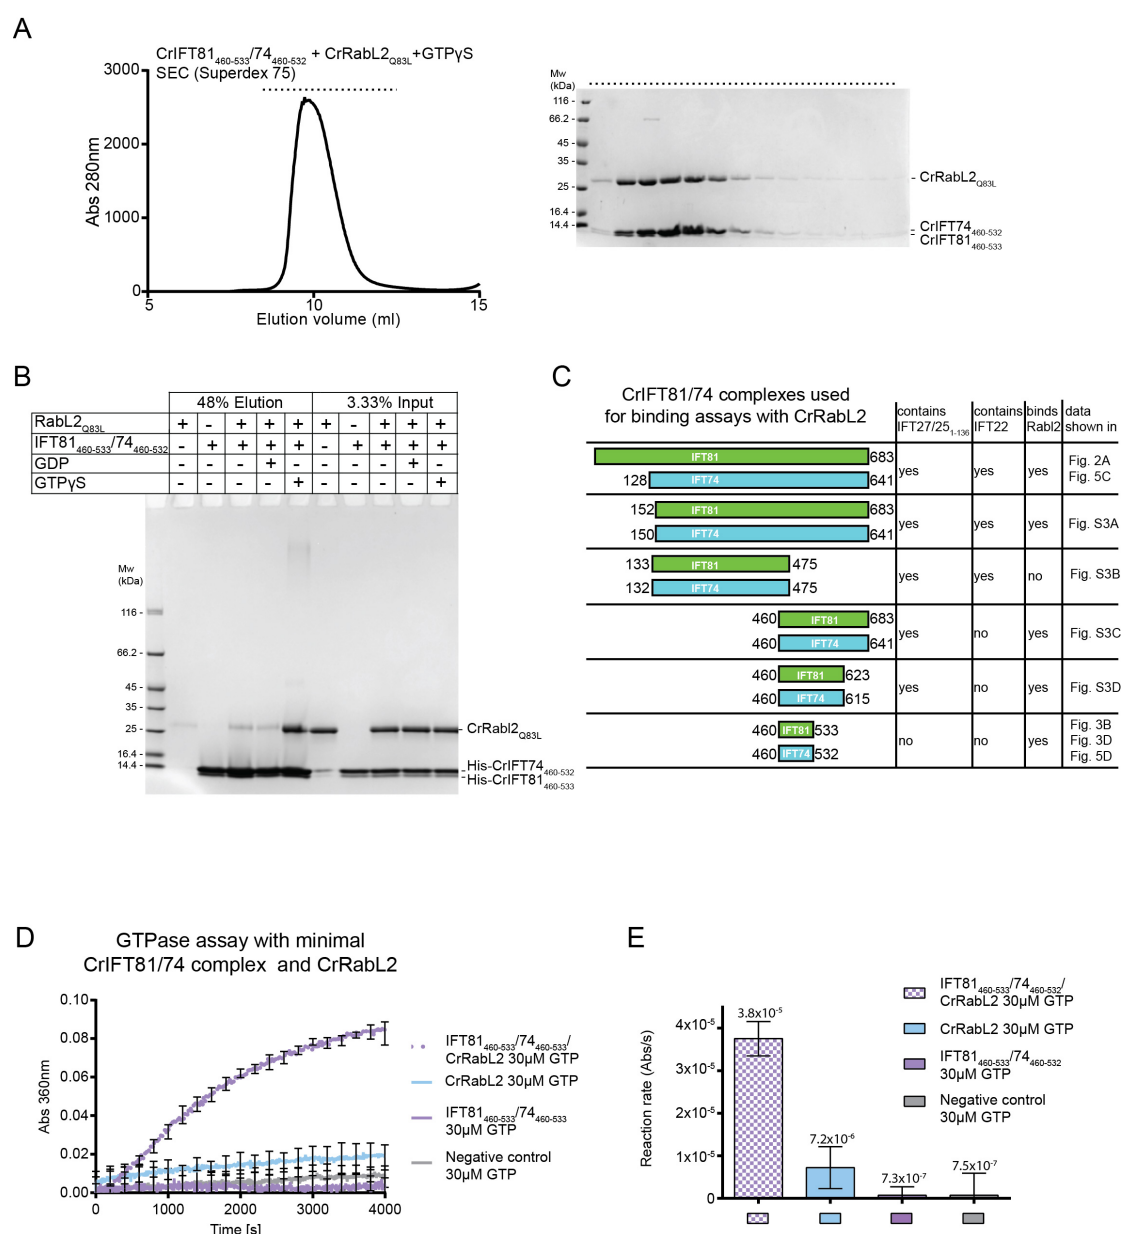 A
CrIFT81460-533/74460-532 + CrRabL2Q83L+GTPγS
SEC (Superdex 75)
Abs 280nm
3000
2000
1000
0
5
10
15
Elution volume (ml)
Mw
(kDa)
116 -
66.2 -
45 -
35 -
25 -
16.4 -
14.4 -
CrRabL2Q83L
CrIFT74460-532
CrIFT81460-533
B
48% Elution 3.33% Input
RabL2Q83L + - + + + + - + + +
IFT81460-533/74460-532 - + + + + - + + + +
GDP - - - + - - - - + -
GTPγS - - - - + - - - - +
Mw
(kDa)
116 -
66.2 -
45 -
35 -
25 -
16.4 -
14.4 -
CrRabl2Q83L
His-CrIFT74460-532
His-CrIFT81460-533
C
CrIFT81/74 complexes used
for binding assays with CrRabL2
contains
IFT27/251-136
contains
IFT22
binds
Rabl2
data
shown in
IFT81 683
128 IFT74 641
yes yes yes
Fig. 2A
Fig. 5C
152 IFT81 683
150 IFT74 641
yes yes yes Fig. S3A
133 IFT81 475
132 IFT74 475
yes yes no Fig. S3B
460 IFT81 683
460 IFT74 641
yes no yes Fig. S3C
460 IFT81 623
460 IFT74 615
yes no yes Fig. S3D
460 IFT81 533
460 IFT74 532
no no yes
Fig. 3B
Fig. 3D
Fig. 5D
D
GTPase assay with minimal
CrIFT81/74 complex and CrRabL2
Abs 360nm
0.10
0.08
0.06
0.04
0.02
0.00
0
1000
2000
3000
4000
Time [s]
IFT81460-533/74460-533/
CrRabL2 30µM GTP
CrRabL2 30µM GTP
IFT81460-533/74460-533
30µM GTP
Negative control
30µM GTP
E
Reaction rate (Abs/s)
4x10-5
3x10-5
2x10-5
1x10-5
0
3.8x10-5
7.2x10-6
7.3x10-7
7.5x10-7
IFT81460-533/74460-532/
CrRabL2 30µM GTP
CrRabL2 30µM GTP
IFT81460-533/74460-532
30µM GTP
Negative control
30µM GTP